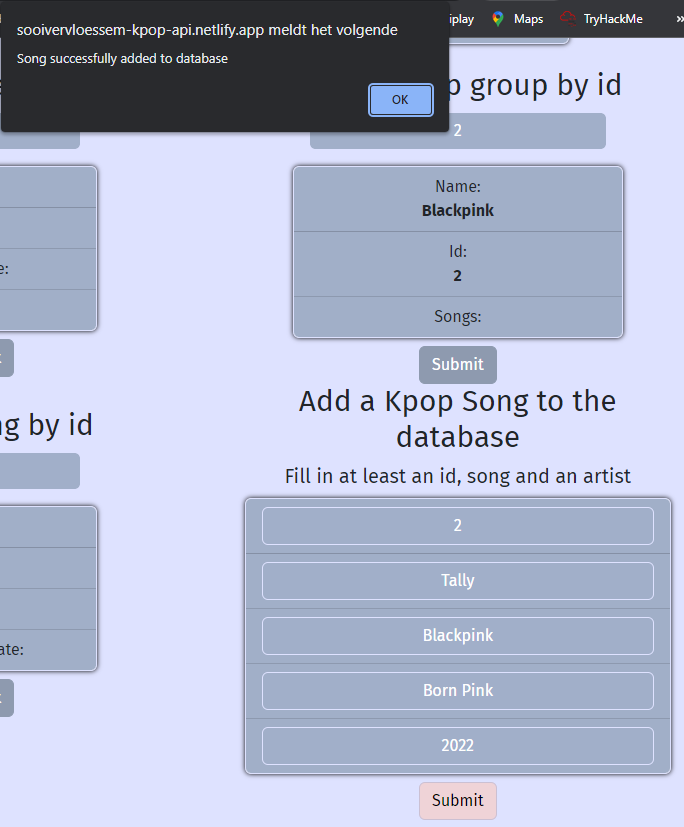 sooivervloessem-kpop-api.netlify.app meldt het volgende
Song successfully added to database
OK
iplay Maps TryHackMe
p group by id
2
Name:
Blackpink
Id:
2
Songs:
Submit
e:
g by id
ate:
Add a Kpop Song to the
database
Fill in at least an id, song and an artist
2
Tally
Blackpink
Born Pink
2022
Submit